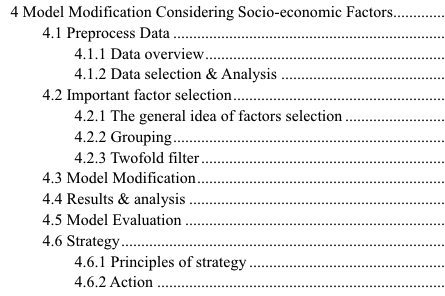 4 Model Modification Considering Socio-economic Factors.............
4.1 Preprocess Data ....................................................................
4.1.1 Data overview............................................................
4.1.2 Data selection & Analysis .........................................
4.2 Important factor selection.....................................................
4.2.1 The general idea of factors selection .........................
4.2.2 Grouping....................................................................
4.2.3 Twofold filter.............................................................
4.3 Model Modification..............................................................
4.4 Results & analysis ................................................................
4.5 Model Evaluation .................................................................
4.6 Strategy.................................................................................
4.6.1 Principles of strategy .................................................
4.6.2 Action ........................................................................